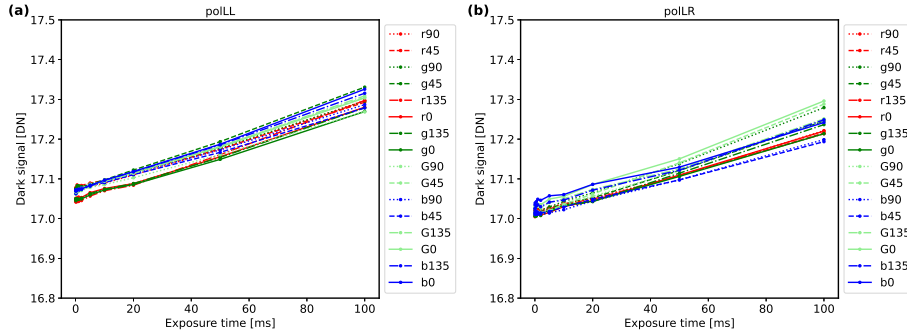 (a)
polLL
17.5
17.4
17.3
17.2
17.1
17.0
16.9
16.8
Dark signal [DN]
0
20
40
60
80
100
Exposure time [ms]
r90
r45
g90
g45
r135
r0
g135
g0
G90
G45
b90
b45
G135
G0
b135
b0
(b)
polLR
17.5
17.4
17.3
17.2
17.1
17.0
16.9
16.8
Dark signal [DN]
0
20
40
60
80
100
Exposure time [ms]
r90
r45
g90
g45
r135
r0
g135
g0
G90
G45
b90
b45
G135
G0
b135
b0